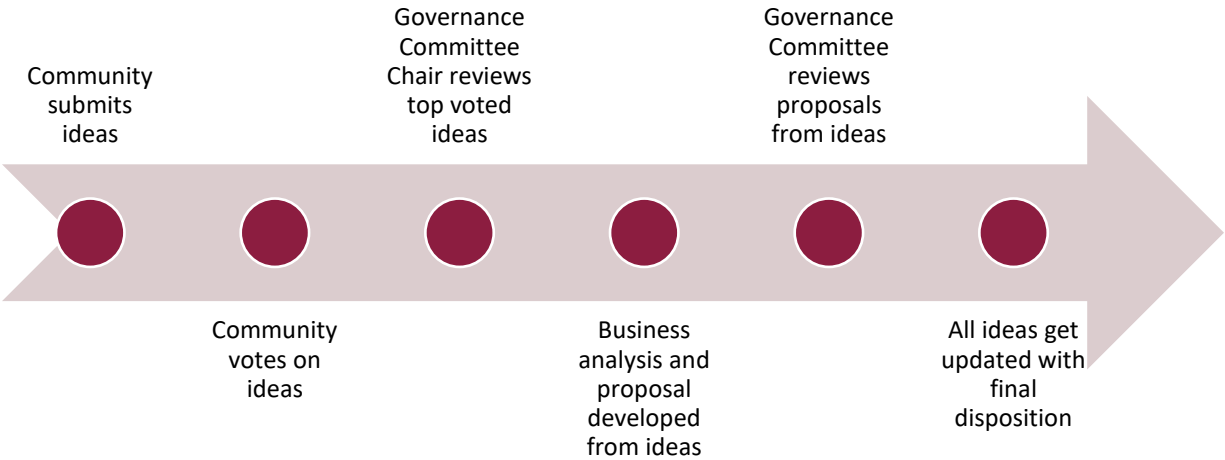 Community
submits
ideas
Community
votes on
ideas
Governance
Committee
Chair reviews
top voted
ideas
Business
analysis and
proposal
developed
from ideas
Governance
Committee
reviews
proposals
from ideas
All ideas get
updated with
final
disposition